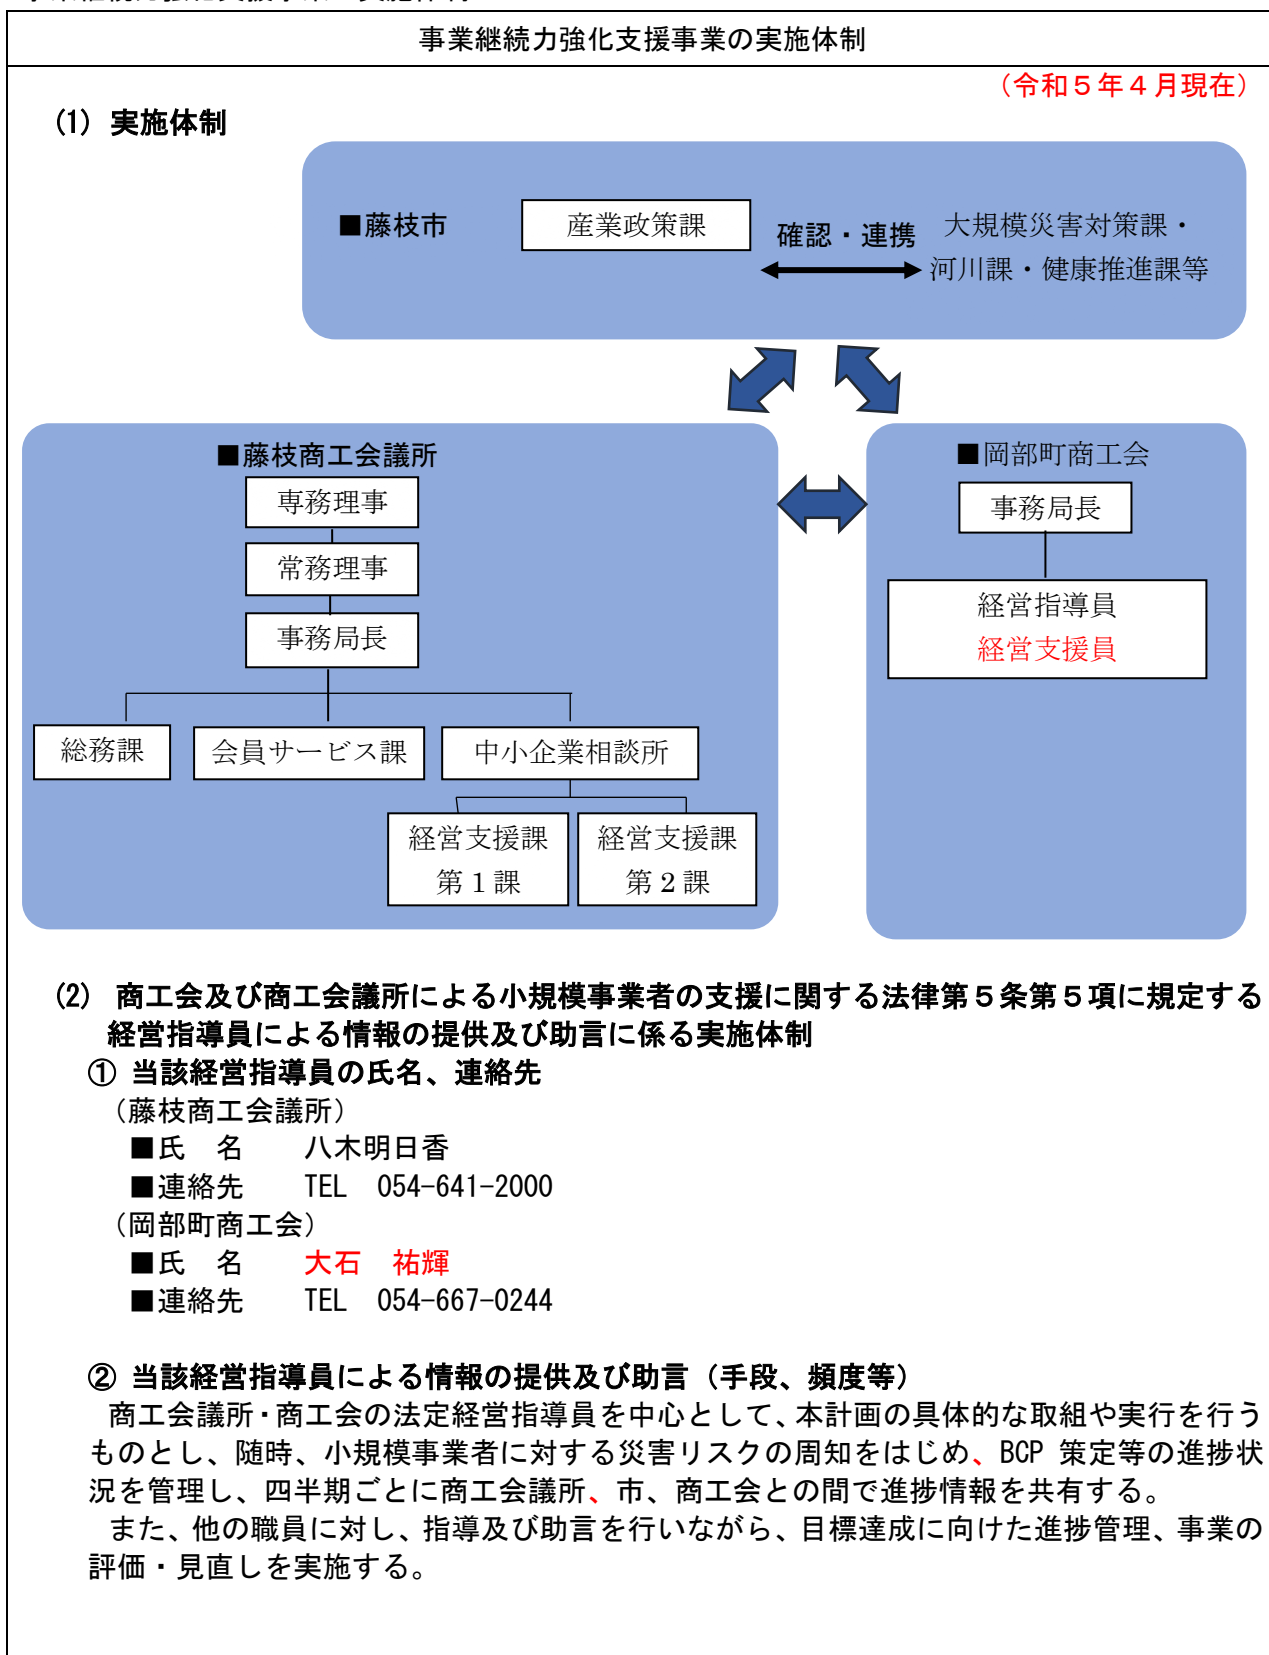 事業継続力強化支援事業の実施体制
（令和５年４月現在）
(1) 実施体制
■藤枝市
産業政策課
確認・連携
大規模災害対策課・
河川課・健康推進課等
■藤枝商工会議所
専務理事
常務理事
事務局長
総務課
会員サービス課
中小企業相談所
経営支援課
第１課
経営支援課
第２課
■岡部町商工会
事務局長
経営指導員
経営支援員
(2) 商工会及び商工会議所による小規模事業者の支援に関する法律第５条第５項に規定する
経営指導員による情報の提供及び助言に係る実施体制
① 当該経営指導員の氏名、連絡先
（藤枝商工会議所）
■氏　名　　八木明日香
■連絡先　　TEL　054-641-2000
（岡部町商工会）
■氏　名　　大石　祐輝
■連絡先　　TEL　054-667-0244
② 当該経営指導員による情報の提供及び助言（手段、頻度等）
商工会議所・商工会の法定経営指導員を中心として、本計画の具体的な取組や実行を行う
ものとし、随時、小規模事業者に対する災害リスクの周知をはじめ、BCP 策定等の進捗状
況を管理し、四半期ごとに商工会議所、市、商工会との間で進捗情報を共有する。
また、他の職員に対し、指導及び助言を行いながら、目標達成に向けた進捗管理、事業の
評価・見直しを実施する。